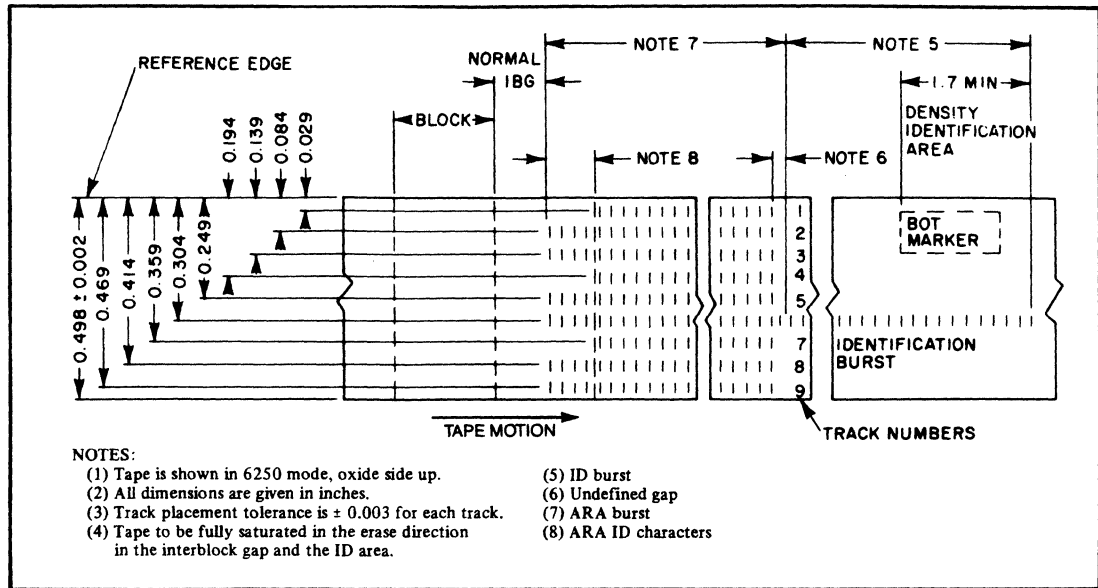 NOTE 7
NOTE 5
NORMAL
IBG
REFERENCE EDGE
1.7 MIN
BLOCK
DENSITY
IDENTIFICATION
AREA
0.194
0.139
0.084
0.029
NOTE 8
NOTE 6
0.498 ± 0.002
0.469
0.414
0.359
0.304
0.249
1
2
3
4
5
7
8
9
BOT
MARKER
IDENTIFICATION
BURST
TAPE MOTION
TRACK NUMBERS
NOTES:
(1) Tape is shown in 6250 mode, oxide side up.
(2) All dimensions are given in inches.
(3) Track placement tolerance is ± 0.003 for each track.
(4) Tape to be fully saturated in the erase direction
in the interblock gap and the ID area.
(5) ID burst
(6) Undefined gap
(7) ARA burst
(8) ARA ID characters